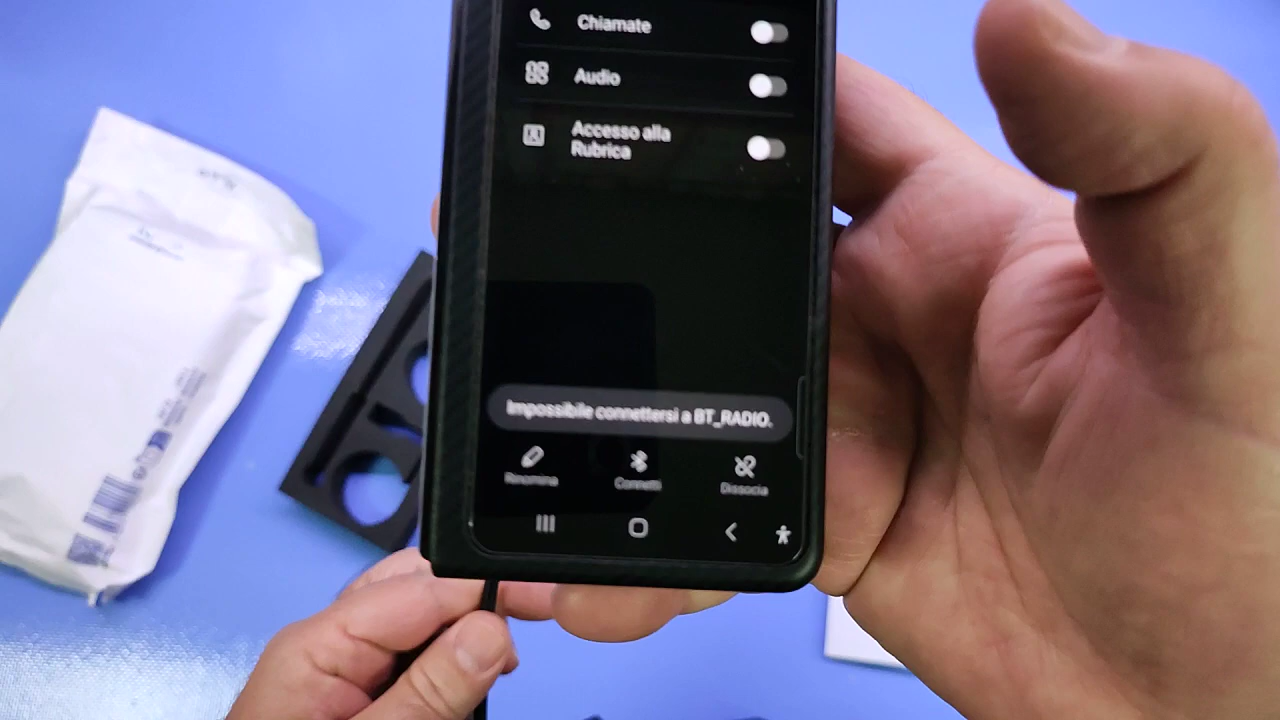 Chiamate
Audio
Accesso alla
Rubrica
Impossibile connettersi a BT_RADIO.
Rinomina
Connetti
Dissocia